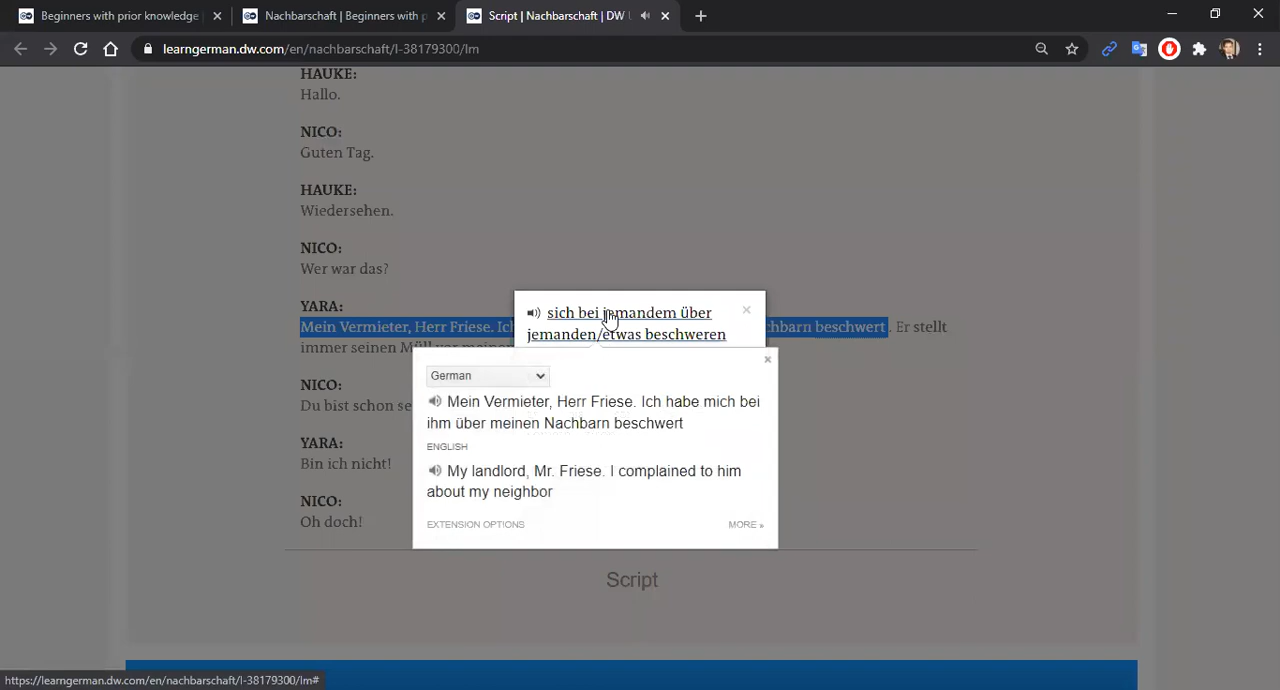 Beginners with prior knowledge
Nachbarschaft | Beginners with p
Script | Nachbarschaft | DW L
learngerman.dw.com/en/nachbarschaft/l-38179300/lm
HAUKE:
Hallo.
NICO:
Guten Tag.
HAUKE:
Wiedersehen.
NICO:
Wer war das?
YARA:
Mein Vermieter, Herr Friese. Ich
chbarn beschwert. Er stellt
immer seinen Müll vor meinen
NICO:
Du bist schon se
YARA:
Bin ich nicht!
NICO:
Oh doch!
sich bei jemandem über
jemanden/etwas beschweren
German
Mein Vermieter, Herr Friese. Ich habe mich bei
ihm über meinen Nachbarn beschwert
ENGLISH
My landlord, Mr. Friese. I complained to him
about my neighbor
EXTENSION OPTIONS
MORE »
Script
https://learngerman.dw.com/en/nachbarschaft/l-38179300/lm#